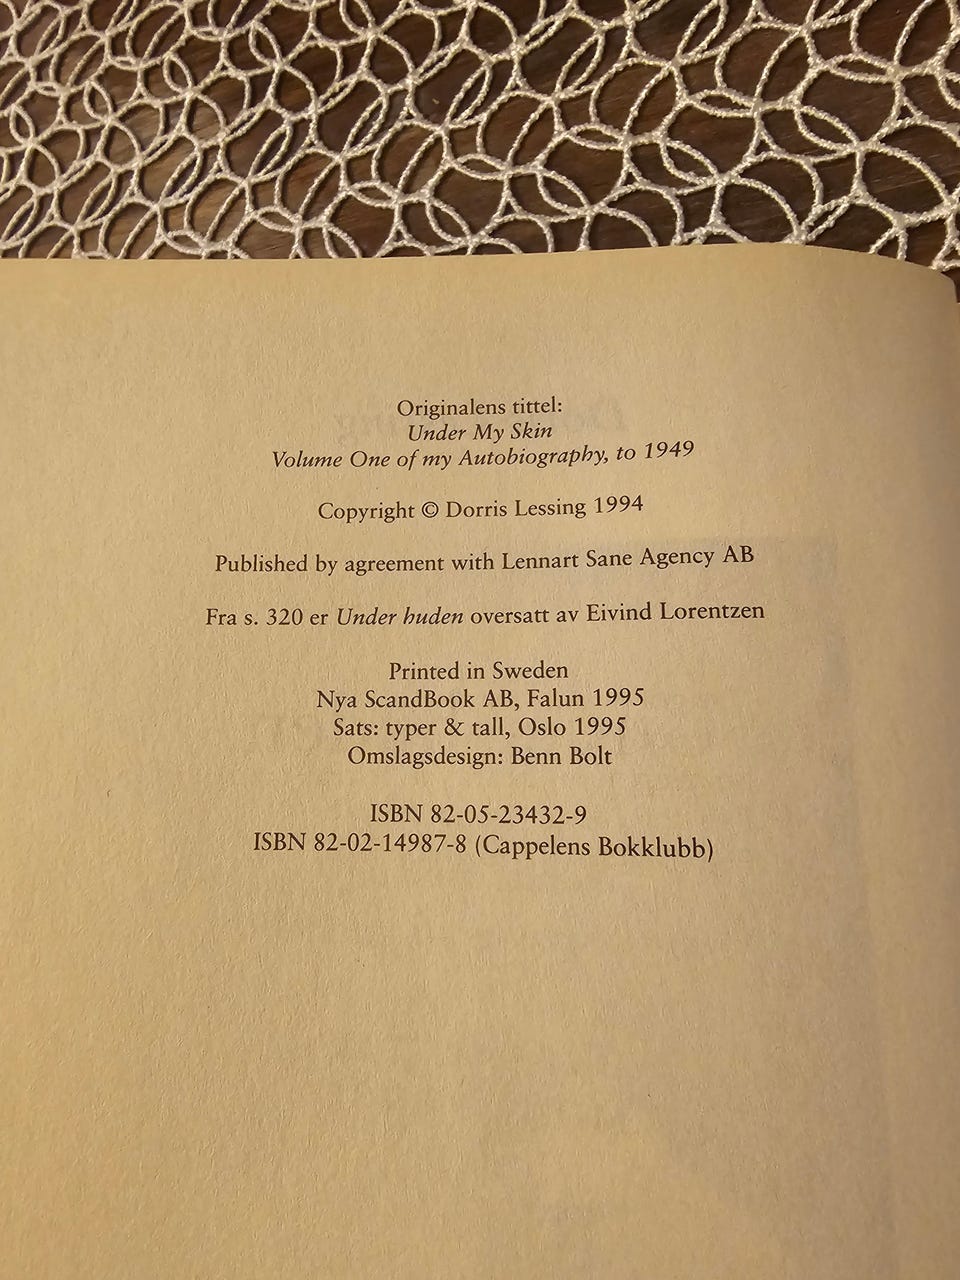 Originalens tittel:
Under My Skin
Volume One of my Autobiography, to 1949
Copyright © Dorris Lessing 1994
Published by agreement with Lennart Sane Agency AB
Fra s. 320 er Under huden oversatt av Eivind Lorentzen
Printed in Sweden
Nya ScandBook AB, Falun 1995
Sats: typer & tall, Oslo 1995
Omslagsdesign: Benn Bolt
ISBN 82-05-23432-9
ISBN 82-02-14987-8 (Cappelens Bokklubb)